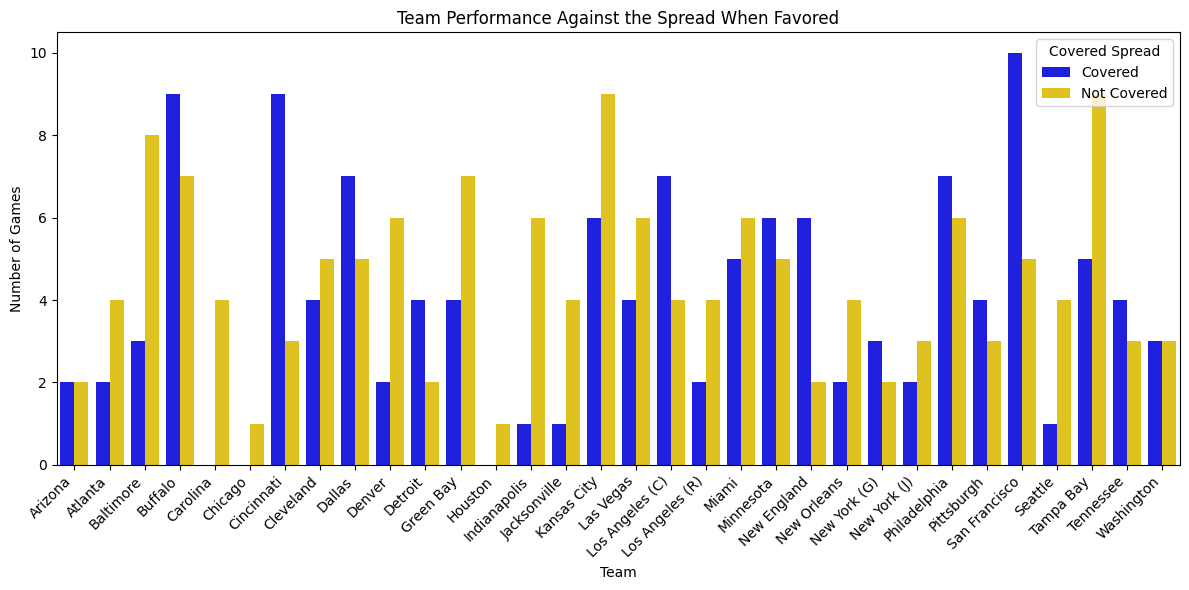 Team Performance Against the Spread When Favored
Covered Spread
Covered
Not Covered
Number of Games
10
8
6
4
2
0
Arizona
Atlanta
Baltimore
Buffalo
Carolina
Chicago
Cincinnati
Cleveland
Dallas
Denver
Detroit
Green Bay
Houston
Indianapolis
Jacksonville
Kansas City
Las Vegas
Los Angeles (C)
Los Angeles (R)
Miami
Minnesota
New England
New Orleans
New York (G)
New York (J)
Philadelphia
Pittsburgh
San Francisco
Seattle
Tampa Bay
Tennessee
Washington
Team